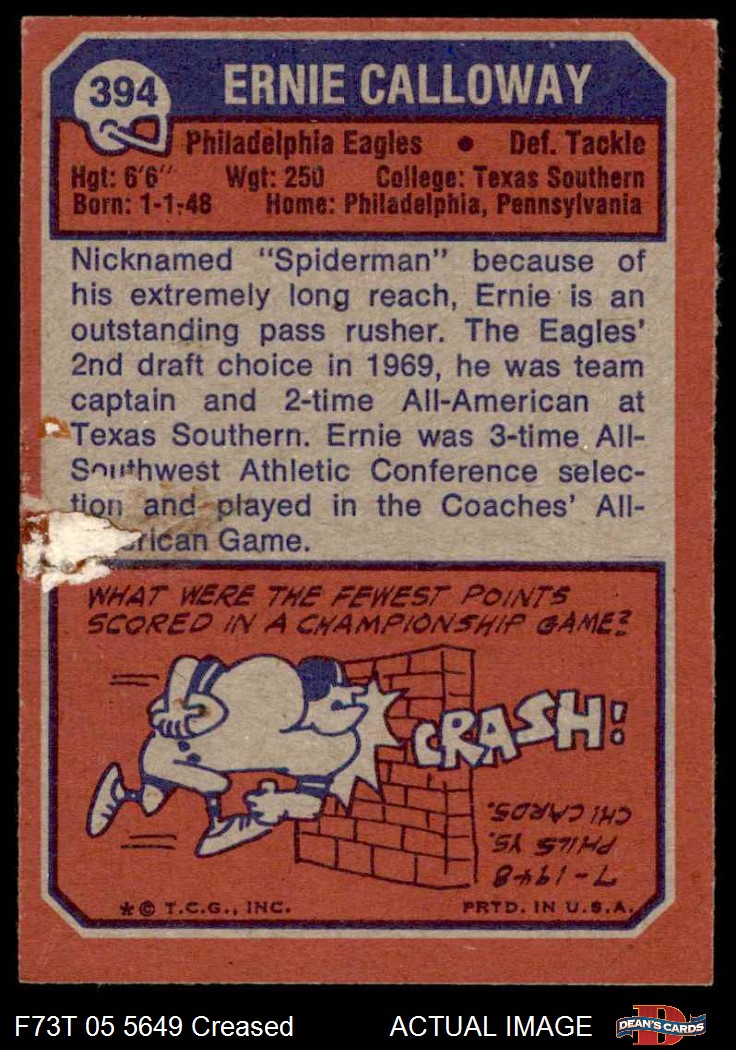 394 ERNIE CALLOWAY
Philadelphia Eagles • Def. Tackle
Hgt: 6'6" Wgt: 250 College: Texas Southern
Born: 1-1-48 Home: Philadelphia, Pennsylvania
Nicknamed "Spiderman" because of
his extremely long reach, Ernie is an
outstanding pass rusher. The Eagles'
2nd draft choice in 1969, he was team
captain and 2-time All-American at
Texas Southern. Ernie was 3-time All-
Southwest Athletic Conference selec-
tion and played in the Coaches' All-
Game.
WHAT WERE THE FEWEST POINTS
SCORED IN A CHAMPIONSHIP GAME?
CRASH!
7-1948
PHILS VS.
CHI CARDS.
*© T.C.G., INC. PRTD. IN U.S.A.
F73T 05 5649 Creased ACTUAL IMAGE
D
DEAN'S CARDS